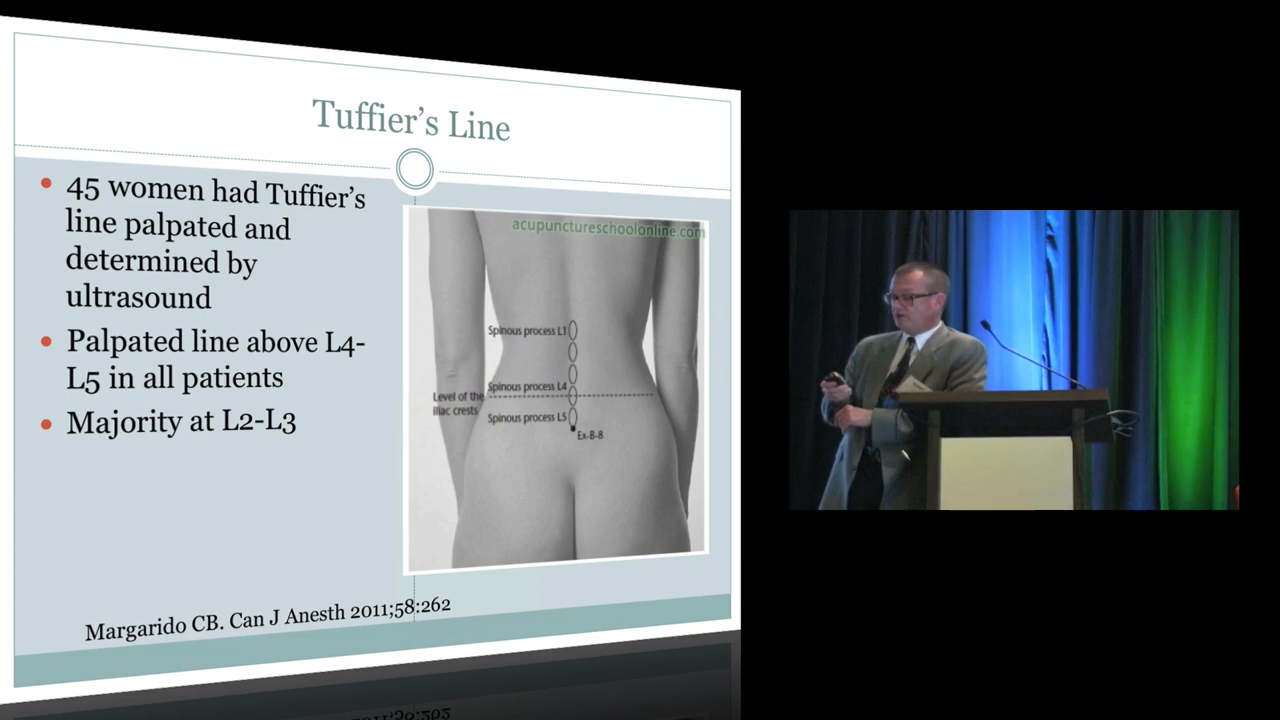 Tuffier's Line
45 women had Tuffier's
line palpated and
determined by
ultrasound
Palpated line above L4-
L5 in all patients
Majority at L2-L3
acupunctureschoolonline.com
Spinous process L1
Spinous process L4
Level of the
iliac crests
Spinous process L5
Ex-B-8
Margarido CB. Can J Anesth 2011;58:262